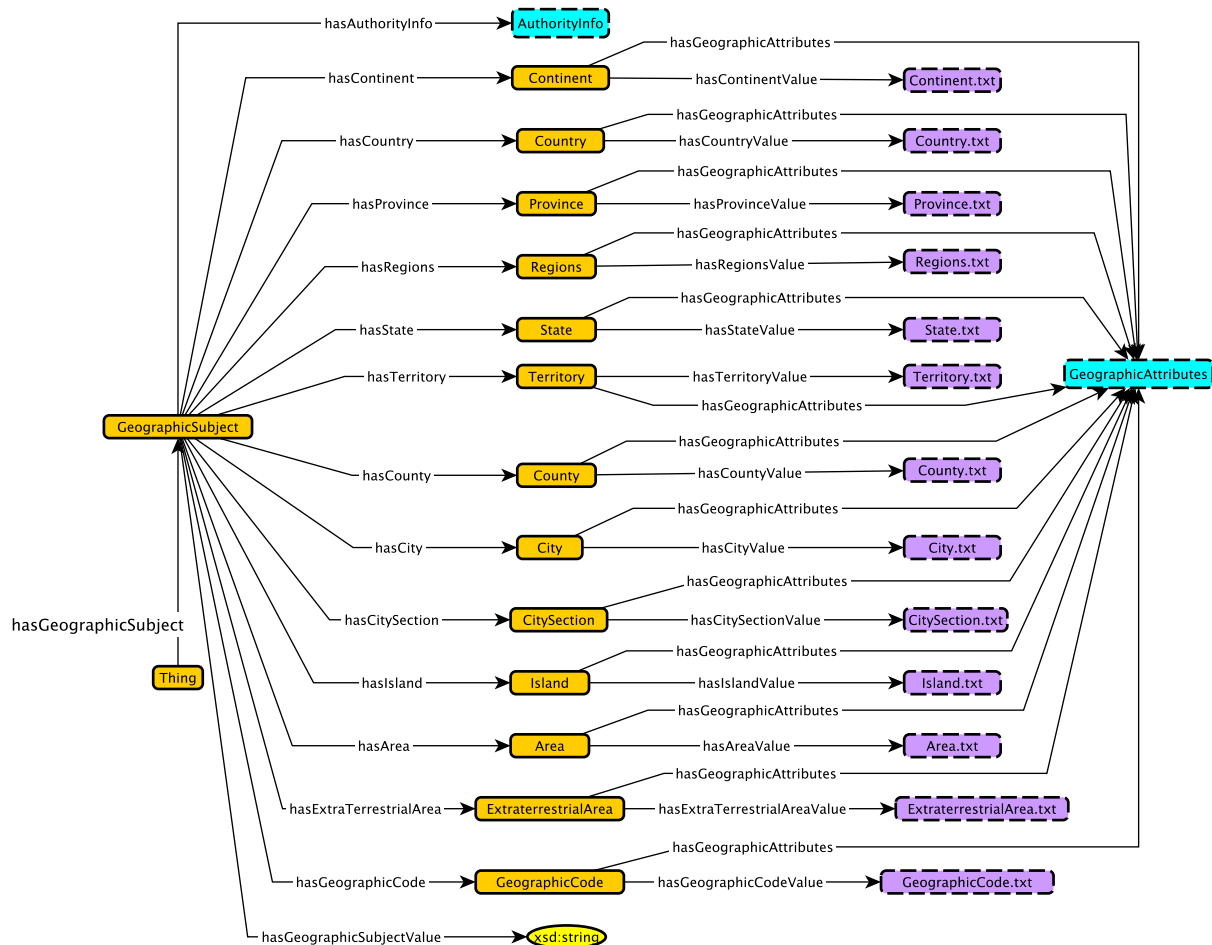 hasAuthorityInfo AuthorityInfo
hasGeographicAttributes
hasContinent Continent hasContinentValue Continent.txt
hasGeographicAttributes
hasCountry Country hasCountryValue Country.txt
hasGeographicAttributes
hasProvince Province hasProvinceValue Province.txt
hasGeographicAttributes
hasRegions Regions hasRegionsValue Regions.txt
hasGeographicAttributes
hasState State hasStateValue State.txt
hasTerritory Territory hasTerritoryValue Territory.txt
GeographicAttributes
hasGeographicAttributes
GeographicSubject
hasGeographicAttributes
hasCounty County hasCountyValue County.txt
hasGeographicAttributes
hasCity City hasCityValue City.txt
hasGeographicAttributes
hasCitySection CitySection hasCitySectionValue CitySection.txt
hasGeographicSubject
hasGeographicAttributes
Thing
hasIsland Island hasIslandValue Island.txt
hasGeographicAttributes
hasArea Area hasAreaValue Area.txt
hasGeographicAttributes
hasExtraTerrestrialArea ExtraterrestrialArea hasExtraTerrestrialAreaValue ExtraterrestrialArea.txt
hasGeographicAttributes
hasGeographicCode GeographicCode hasGeographicCodeValue GeographicCode.txt
hasGeographicSubjectValue xsd:string